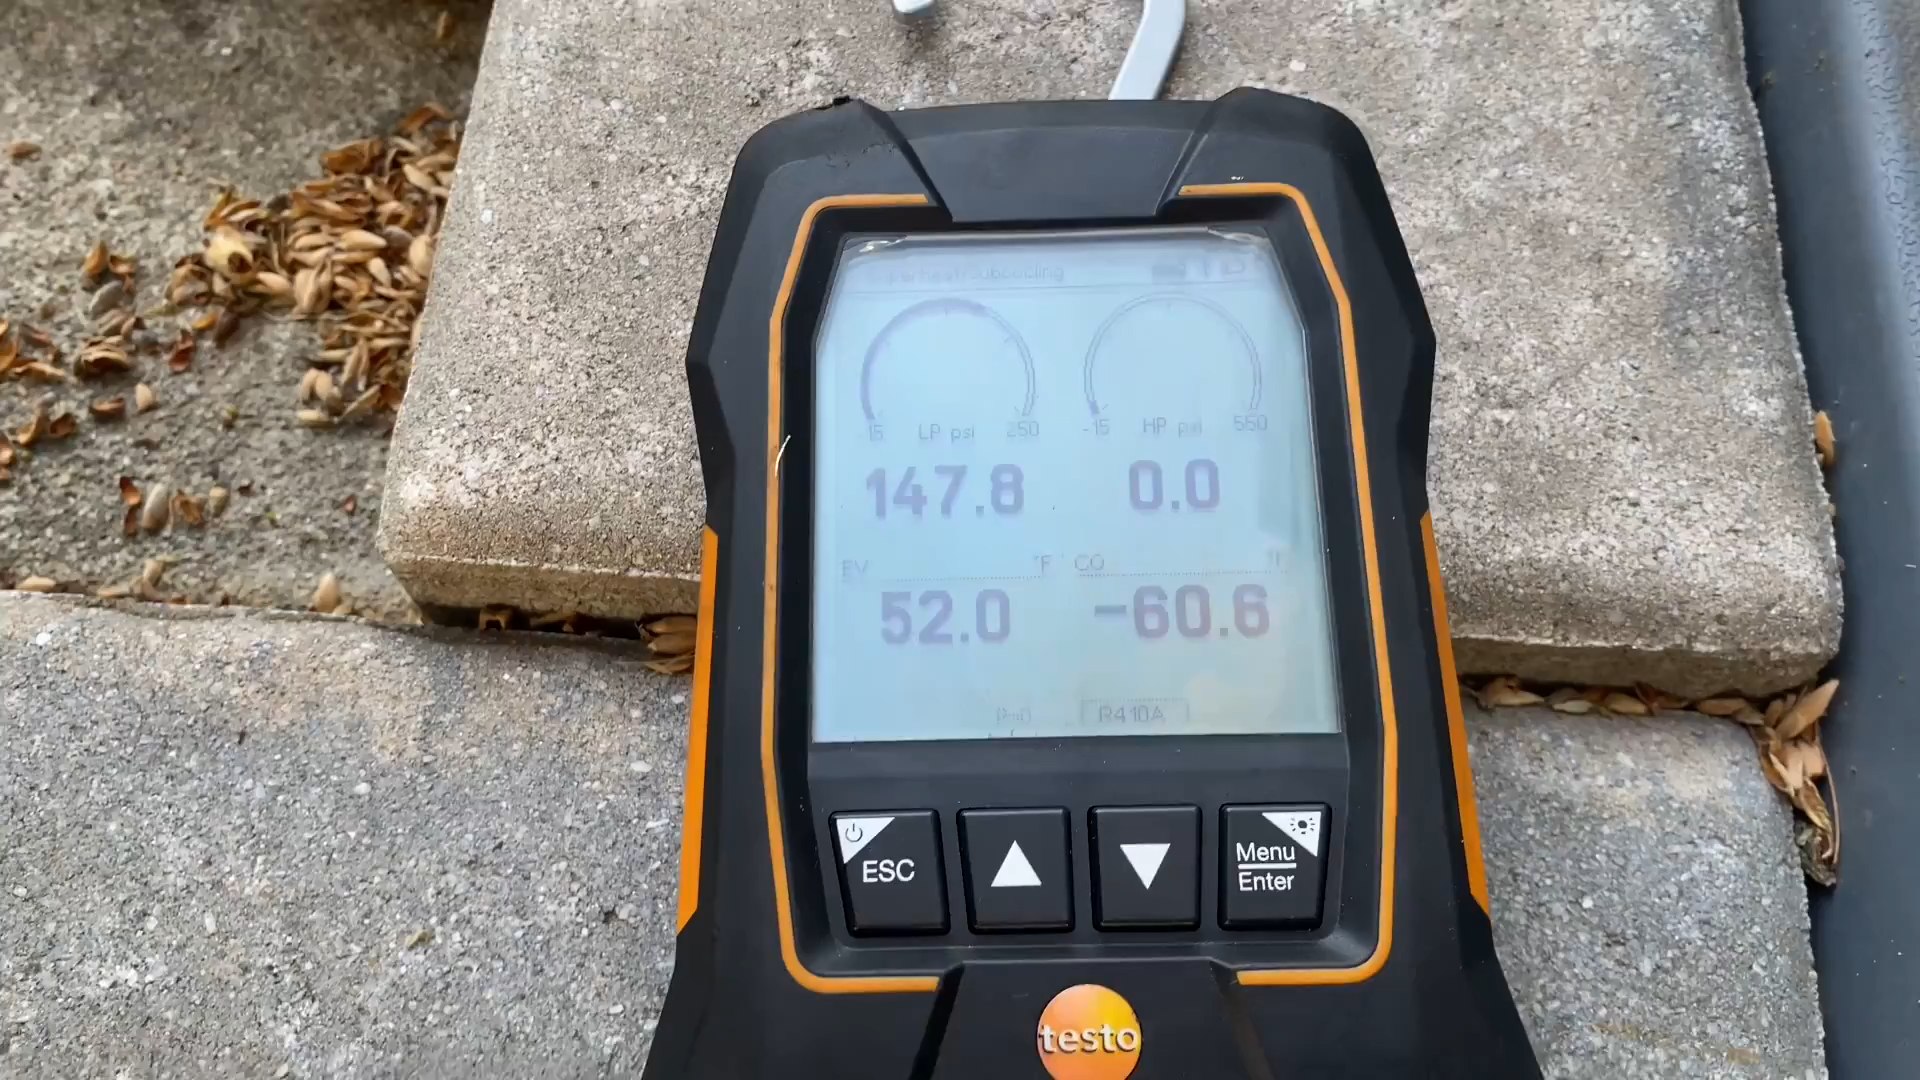 -15 LP psi 250 -15 HP psi 550
147.8 0.0
EV °F CO °F
52.0 -60.6
R410A
ESC Menu
Enter
testo